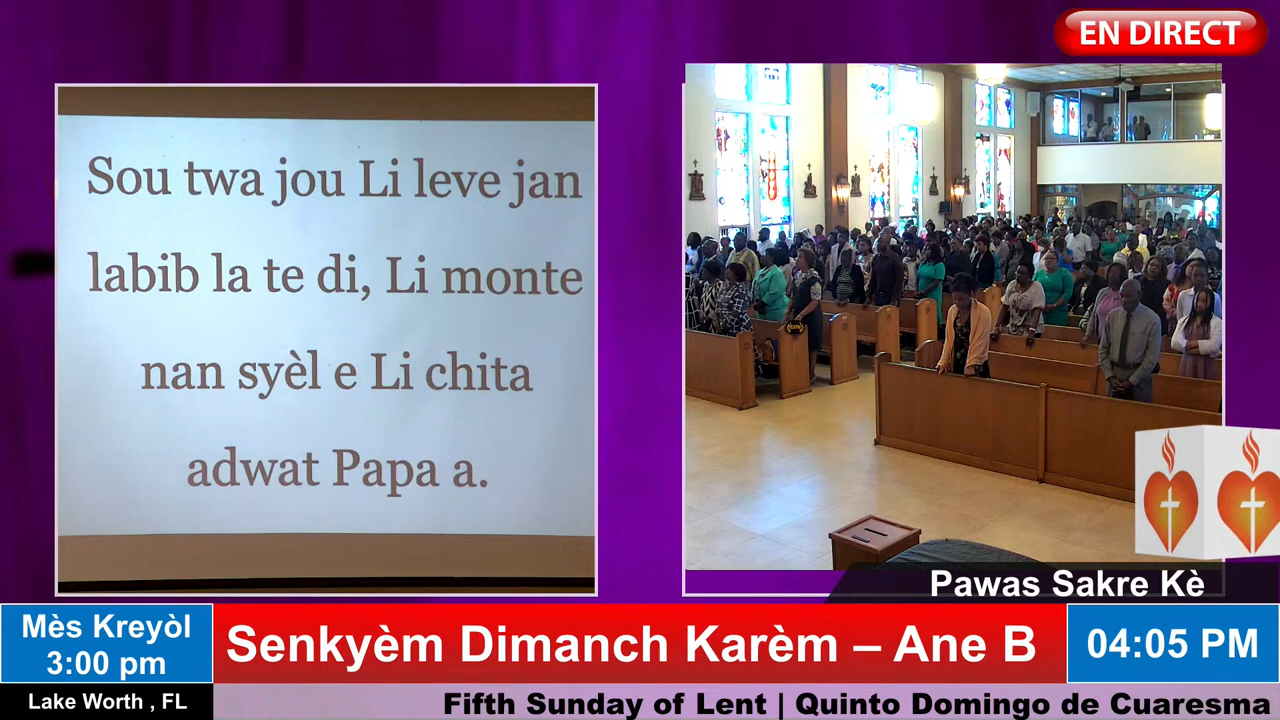 EN DIRECT
Sou twa jou Li leve jan
labib la te di, Li monte
nan syèl e Li chita
adwat Papa a.
Pawas Sakre Kè
Mès Kreyòl
3:00 pm
Senkyèm Dimanch Karèm – Ane B
04:05 PM
Lake Worth , FL
Fifth Sunday of Lent | Quinto Domingo de Cuaresma